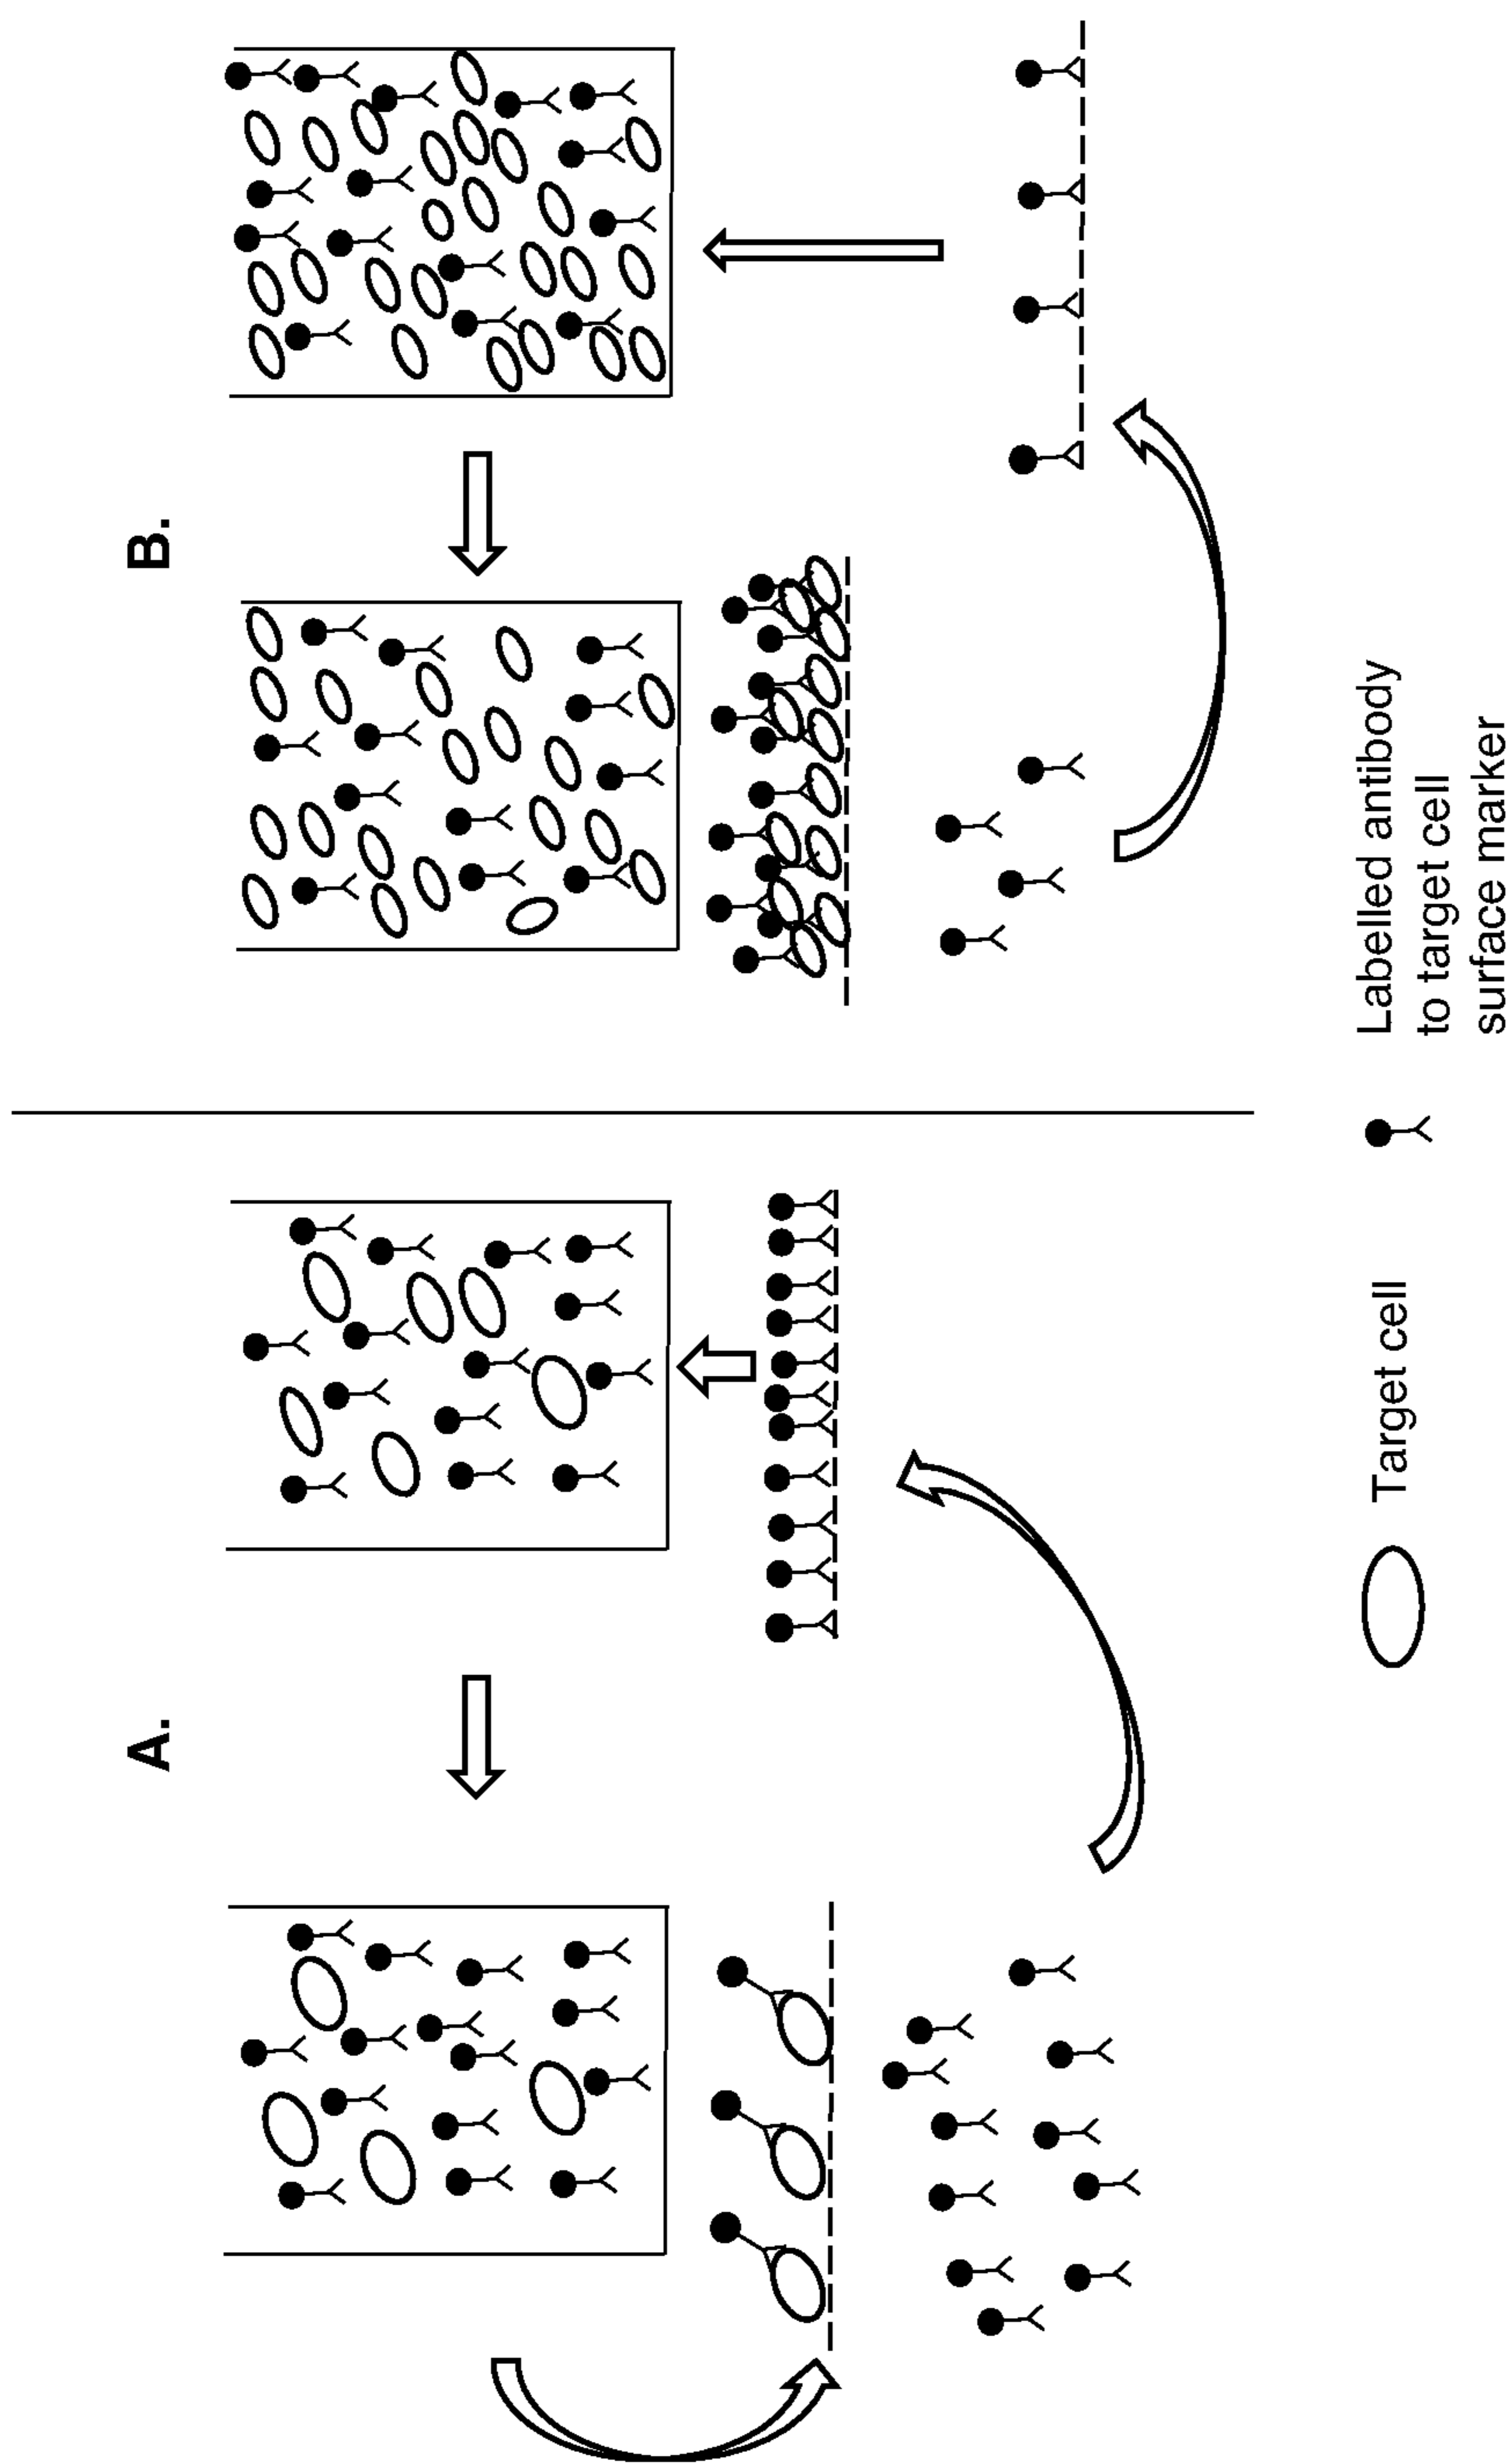 A.
B.
Target cell
Labelled antibody
to target cell
surface marker